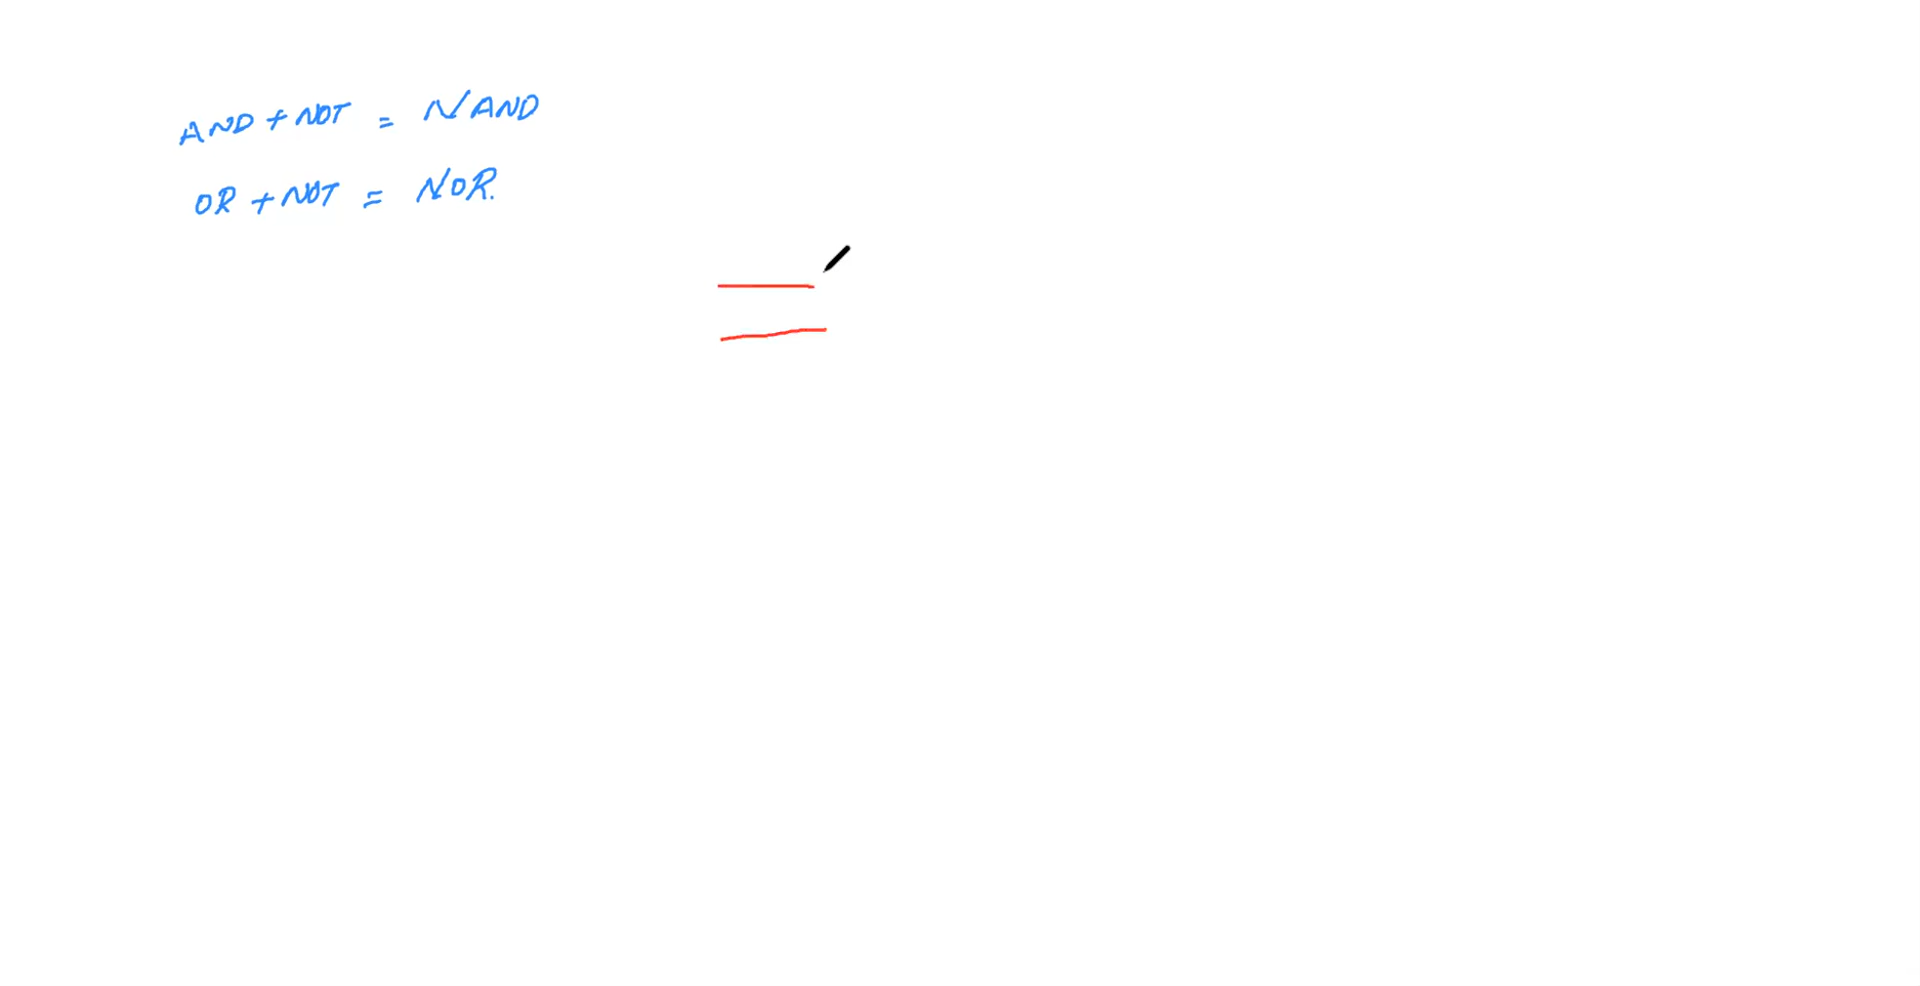 AND + NOT = NAND
OR + NOT = NOR.